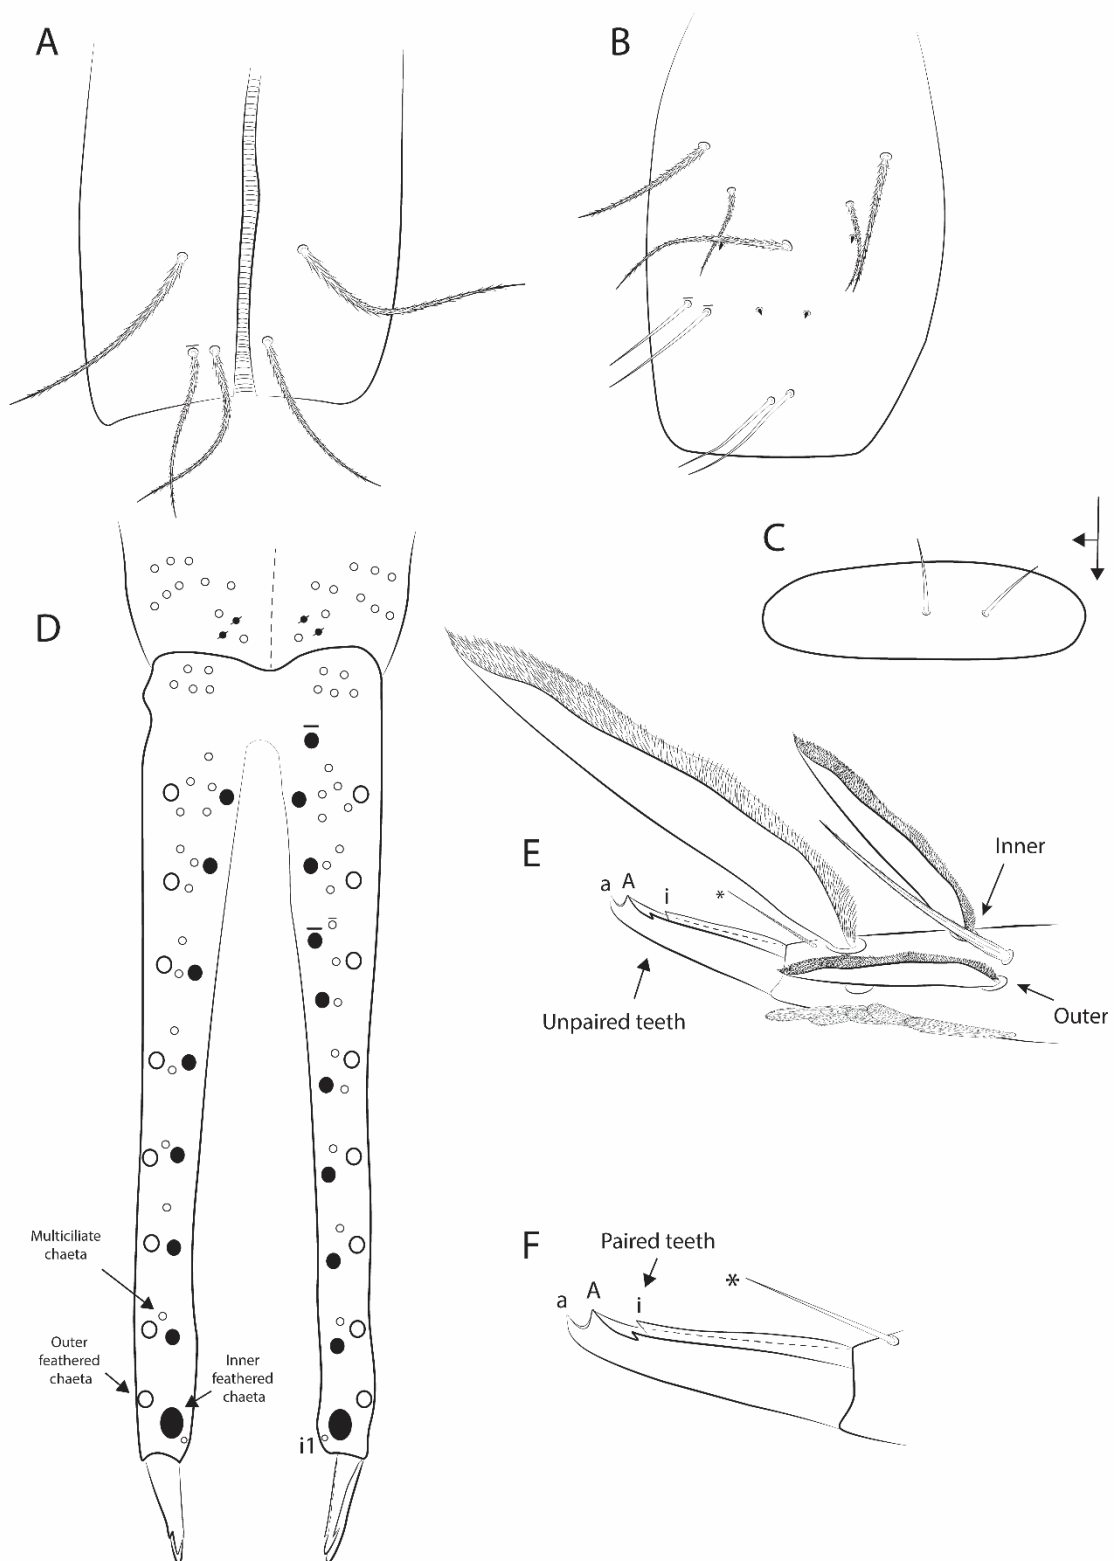 A
B
C
D
E
Inner
a
A
i
*
Unpaired teeth
Outer
Multiciliate
chaeta
Outer
feathered
chaeta
Inner
feathered
chaeta
i1
F
Paired teeth
a
A
i
*